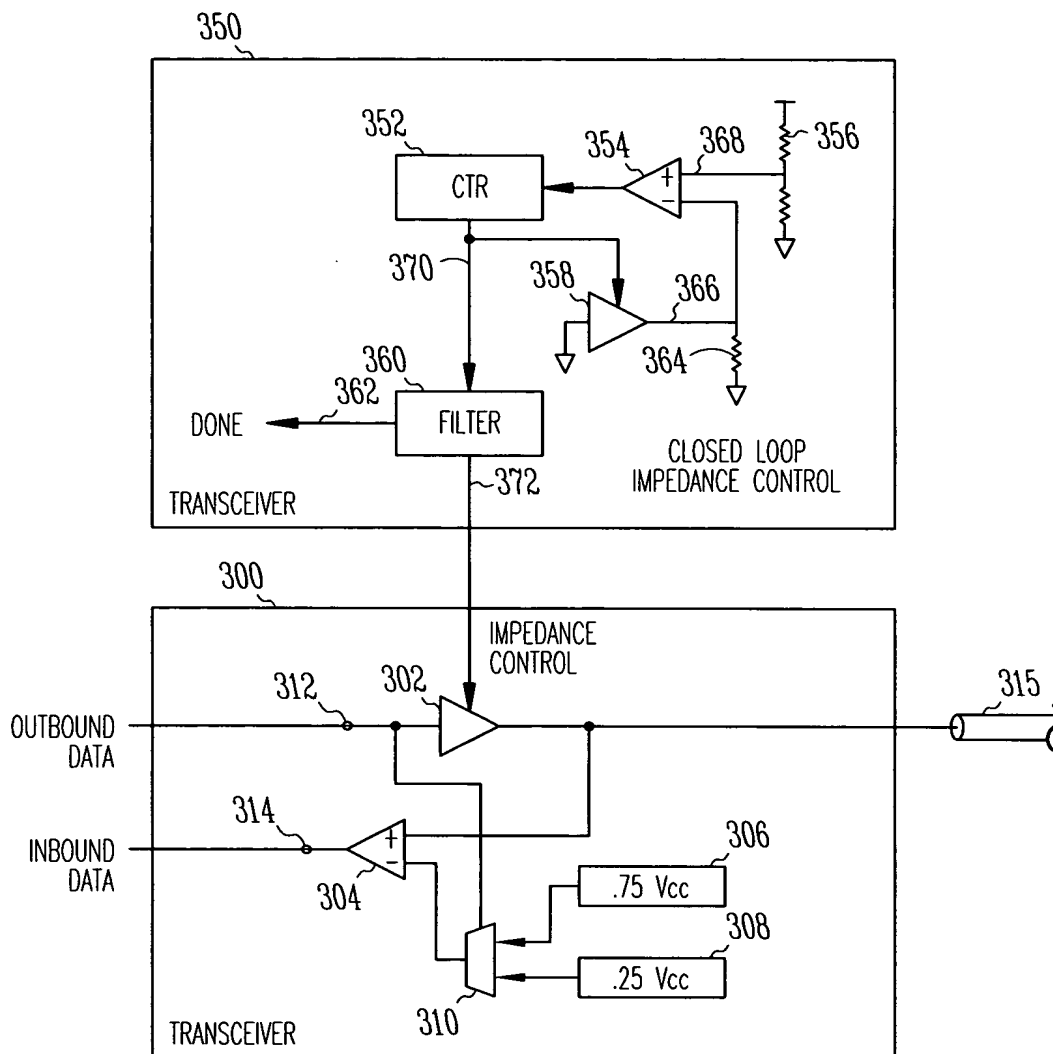 350
352
CTR
354
+
-
368
356
370
358
366
364
360
362
DONE
FILTER
CLOSED LOOP
IMPEDANCE CONTROL
372
TRANSCEIVER
300
IMPEDANCE
CONTROL
312
302
315
OUTBOUND
DATA
314
+
-
306
INBOUND
DATA
304
.75 Vcc
308
.25 Vcc
310
TRANSCEIVER